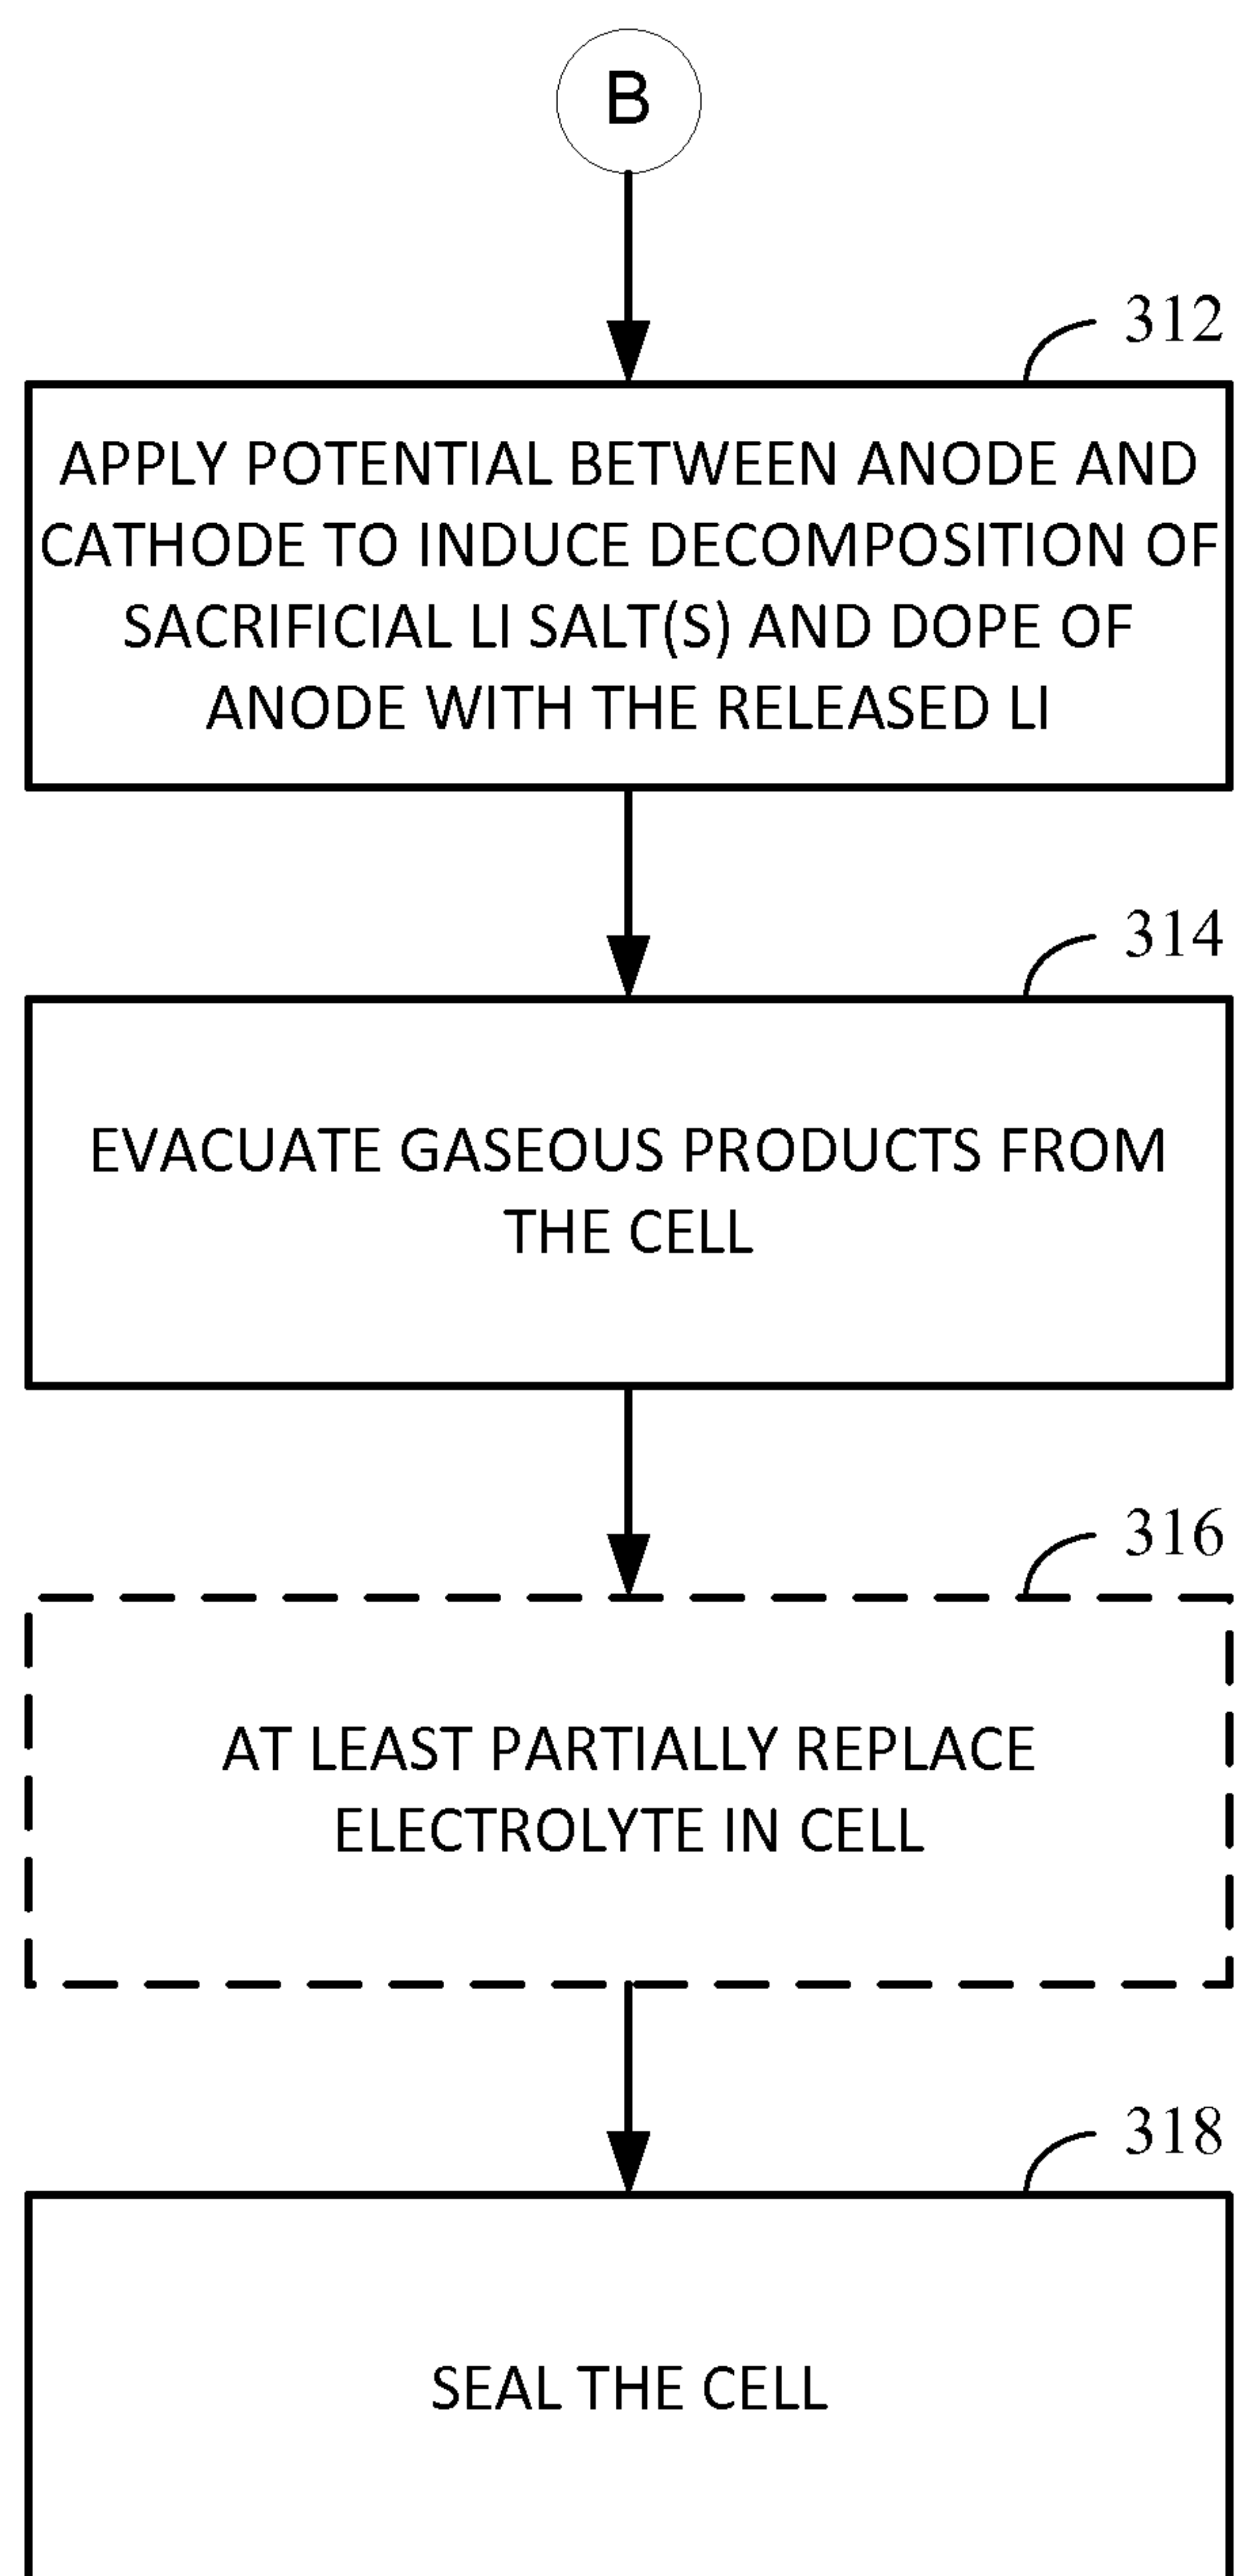 B
312
APPLY POTENTIAL BETWEEN ANODE AND
CATHODE TO INDUCE DECOMPOSITION OF
SACRIFICIAL LI SALT(S) AND DOPE OF
ANODE WITH THE RELEASED LI
314
EVACUATE GASEOUS PRODUCTS FROM
THE CELL
316
AT LEAST PARTIALLY REPLACE
ELECTROLYTE IN CELL
318
SEAL THE CELL